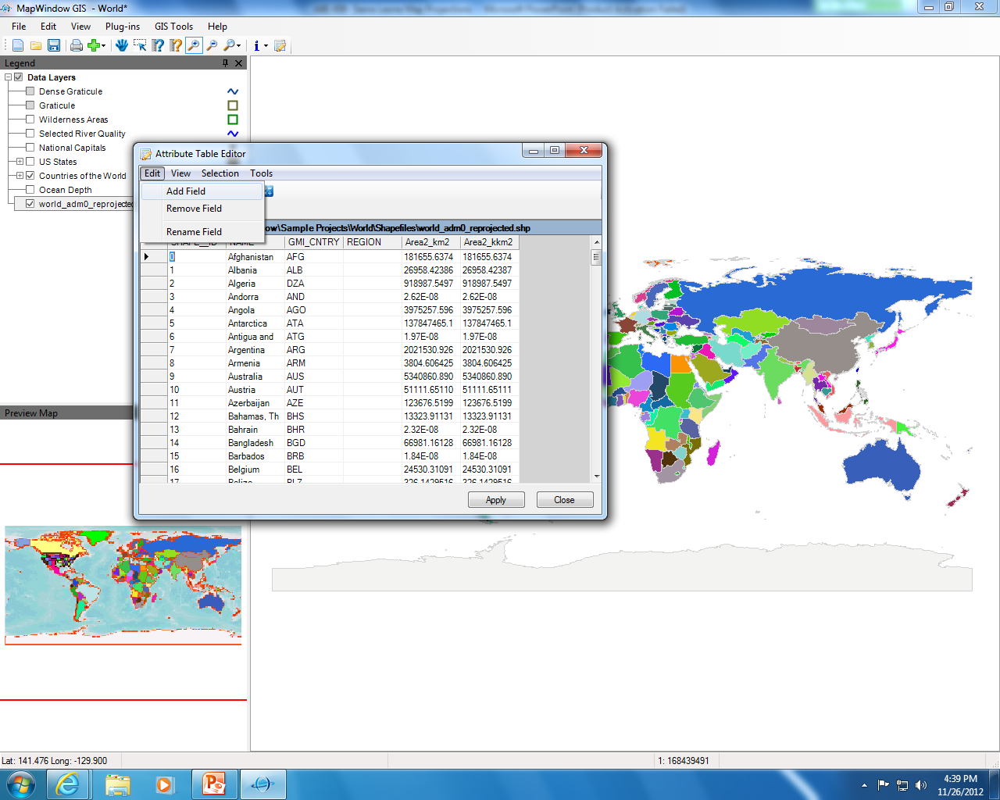 MapWindow GIS - World*
File Edit View Plug-ins GIS Tools Help
Legend
Data Layers
Dense Graticule
Graticule
Wilderness Areas
Selected River Quality
National Capitals
US States
Countries of the World
Ocean Depth
world_adm0_reprojected
Attribute Table Editor
Edit View Selection Tools
Add Field
Remove Field
Rename Field
\Sample Projects\World\Shapefiles\world_adm0_reprojected.shp
SHAPE__ID NAME GMI_CNTRY REGION Area2_km2 Area2_kkm2
0 Afghanistan AFG 181655.6374 181655.6374
1 Albania ALB 26958.42386 26958.42387
2 Algeria DZA 918987.5497 918987.5497
3 Andorra AND 2.62E-08 2.62E-08
4 Angola AGO 3975257.596 3975257.596
5 Antarctica ATA 137847465.1 137847465.1
6 Antigua and ATG 1.97E-08 1.97E-08
7 Argentina ARG 2021530.926 2021530.926
8 Armenia ARM 3804.606425 3804.606425
9 Australia AUS 5340860.890 5340860.890
10 Austria AUT 51111.65110 51111.65111
11 Azerbaijan AZE 123676.5199 123676.5199
12 Bahamas, Th BHS 13323.91131 13323.91131
13 Bahrain BHR 2.32E-08 2.32E-08
14 Bangladesh BGD 66981.16128 66981.16128
15 Barbados BRB 1.84E-08 1.84E-08
16 Belgium BEL 24530.31091 24530.31091
17 Belize BLZ 326.1429516 326.1429516
Apply Close
Preview Map
Lat: 141.476 Long: -129.900 1: 168439491
4:39 PM
11/26/2012